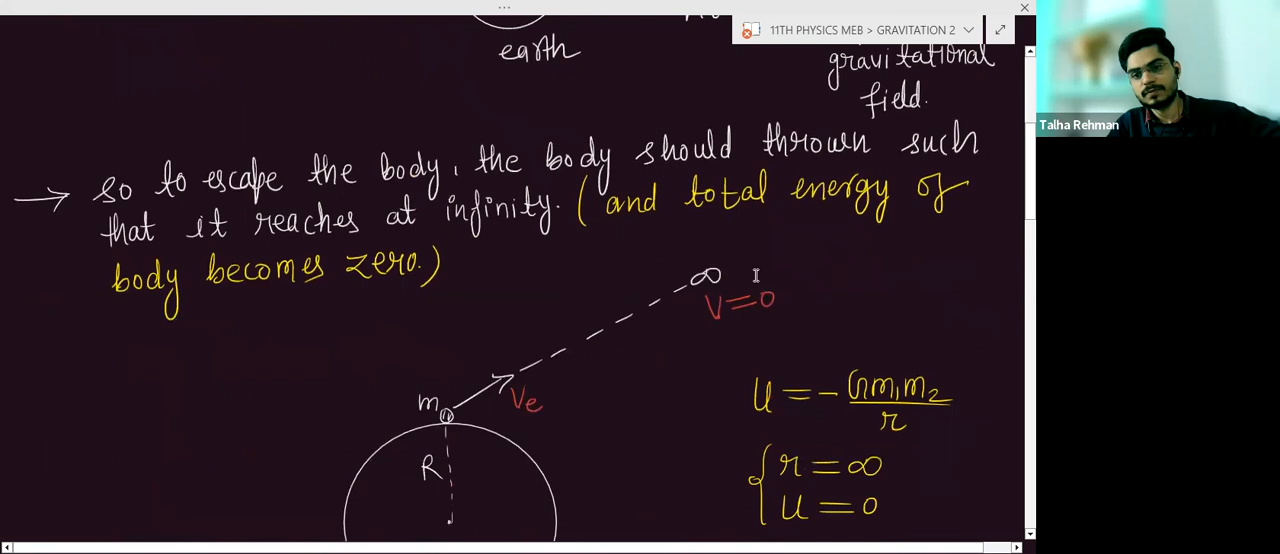 11TH PHYSICS MEB > GRAVITATION 2
earth
gravitational
field.
Talha Rehman
→ so to escape the body, the body should thrown such
that it reaches at infinity. (and total energy of
body becomes zero.)
∞
V=0
m
Ve
R
U = - Gm₁m₂
r
r = ∞
U = 0